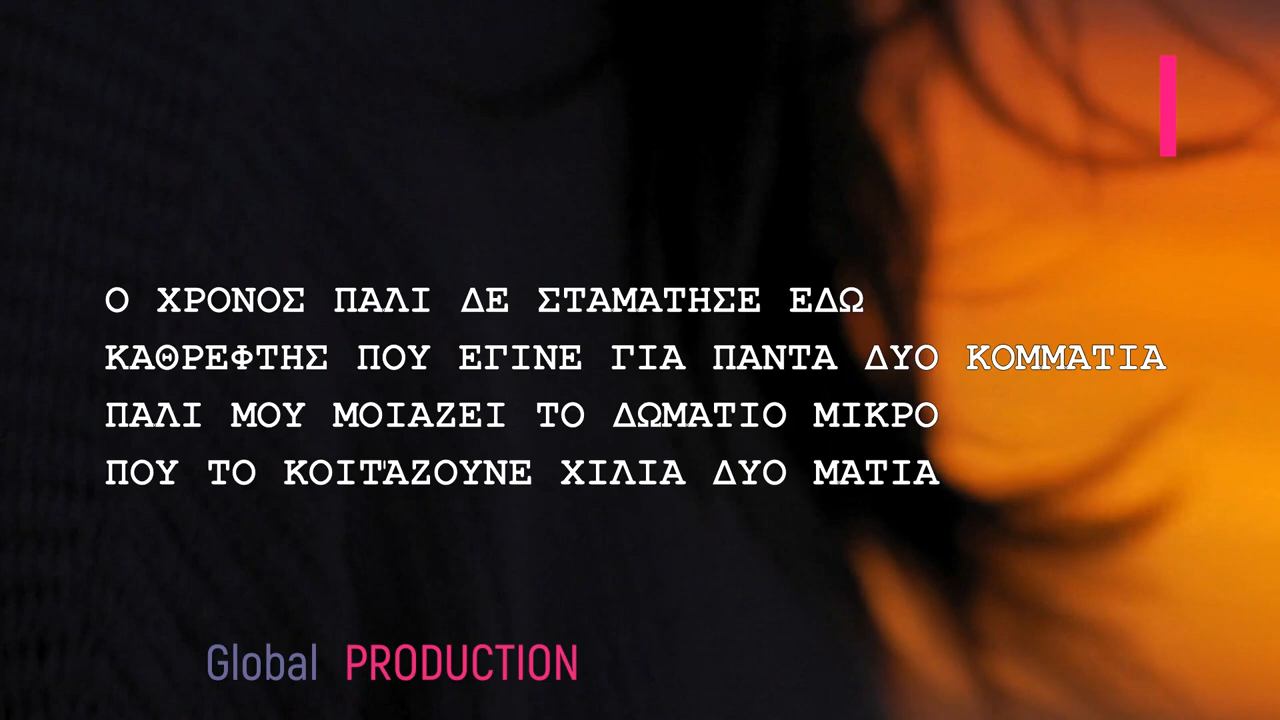 Ο ΧΡΟΝΟΣ ΠΑΛΙ ΔΕ ΣΤΑΜΑΤΗΣΕ ΕΔΩ
ΚΑΘΡΕΦΤΗΣ ΠΟΥ ΕΓΙΝΕ ΓΙΑ ΠΑΝΤΑ ΔΥΟ ΚΟΜΜΑΤΙΑ
ΠΑΛΙ ΜΟΥ ΜΟΙΑΖΕΙ ΤΟ ΔΩΜΑΤΙΟ ΜΙΚΡΟ
ΠΟΥ ΤΟ ΚΟΙΤΆΖΟΥΝΕ ΧΙΛΙΑ ΔΥΟ ΜΑΤΙΑ
Global PRODUCTION